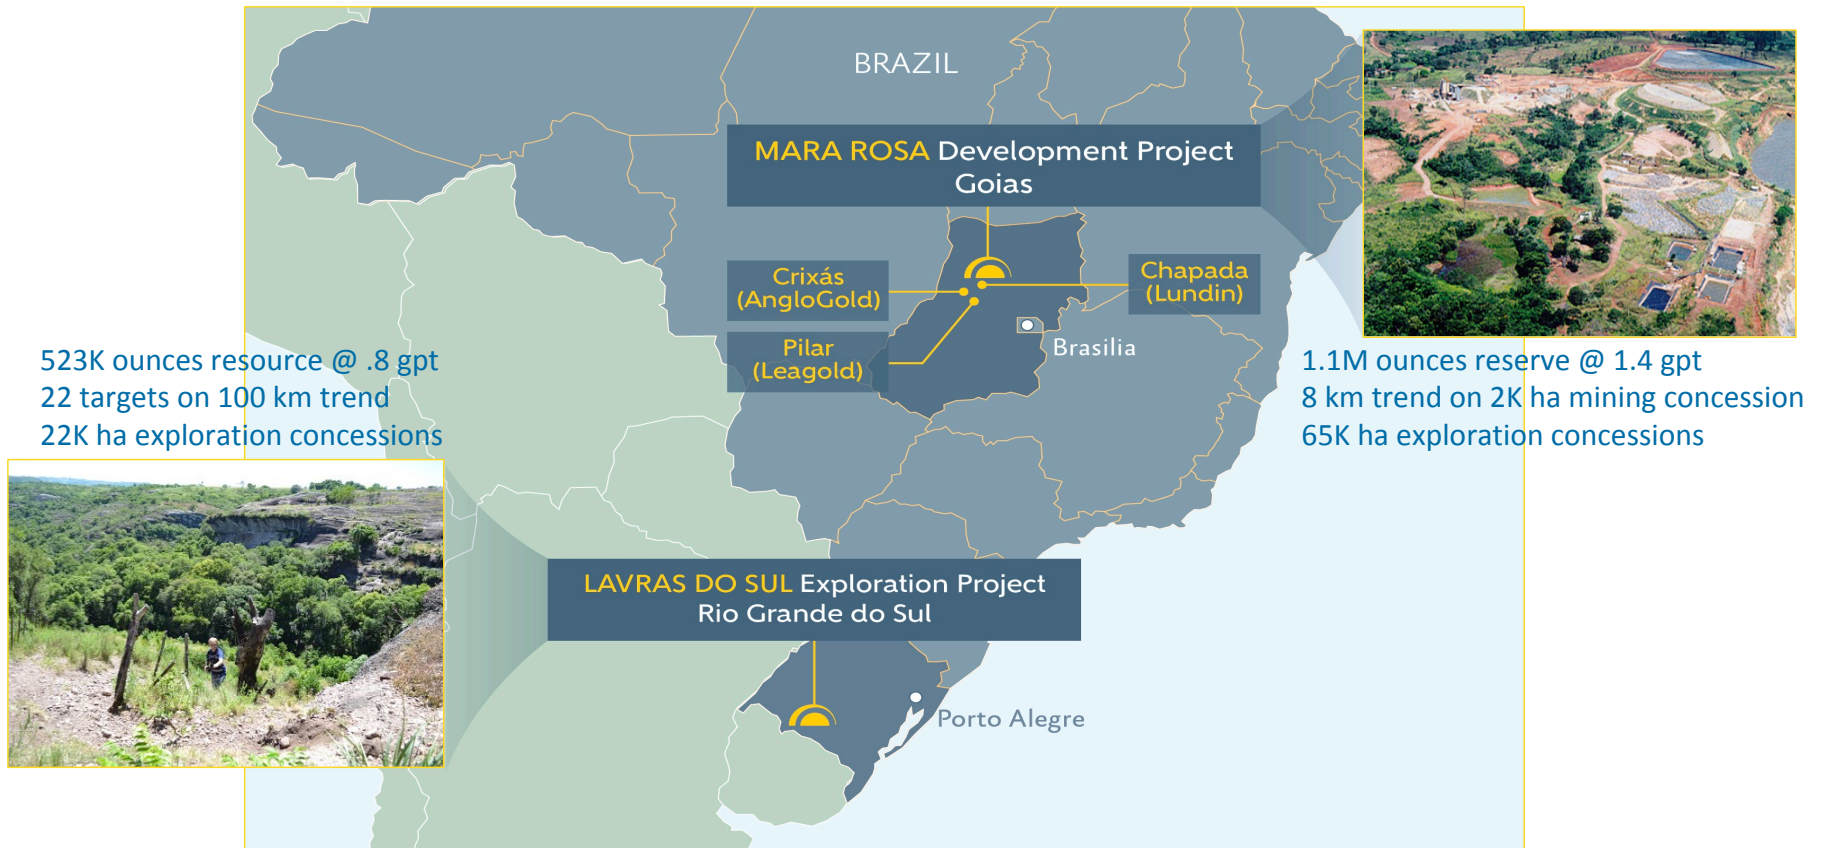 BRAZIL
MARA ROSA Development Project
Goias
Crixás
(AngloGold)
Chapada
(Lundin)
Pilar
(Leagold)
Brasilia
523K ounces resource @ .8 gpt
22 targets on 100 km trend
22K ha exploration concessions
1.1M ounces reserve @ 1.4 gpt
8 km trend on 2K ha mining concession
65K ha exploration concessions
LAVRAS DO SUL Exploration Project
Rio Grande do Sul
Porto Alegre